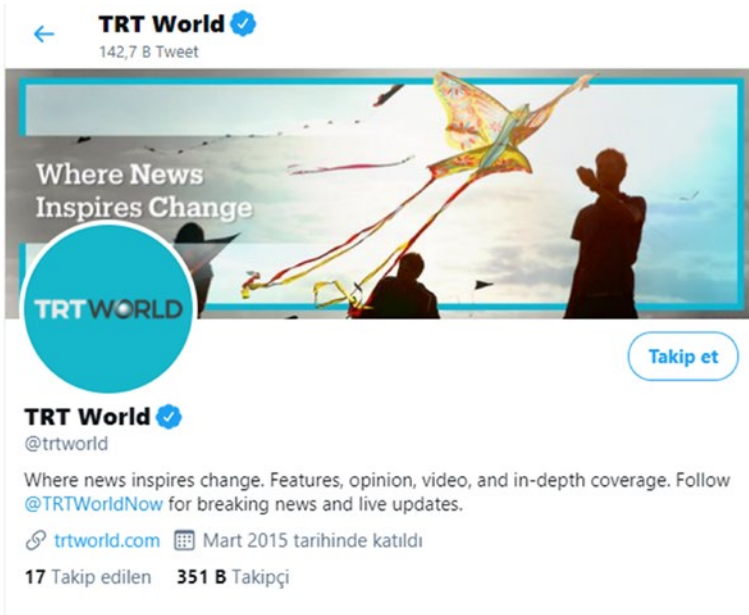 TRT World
142,7 B Tweet
Where News
Inspires Change
TRTWORLD
Takip et
TRT World
@trtworld
Where news inspires change. Features, opinion, video, and in-depth coverage. Follow
@TRTWorldNow for breaking news and live updates.
trtworld.com Mart 2015 tarihinde katıldı
17 Takip edilen 351 B Takipçi